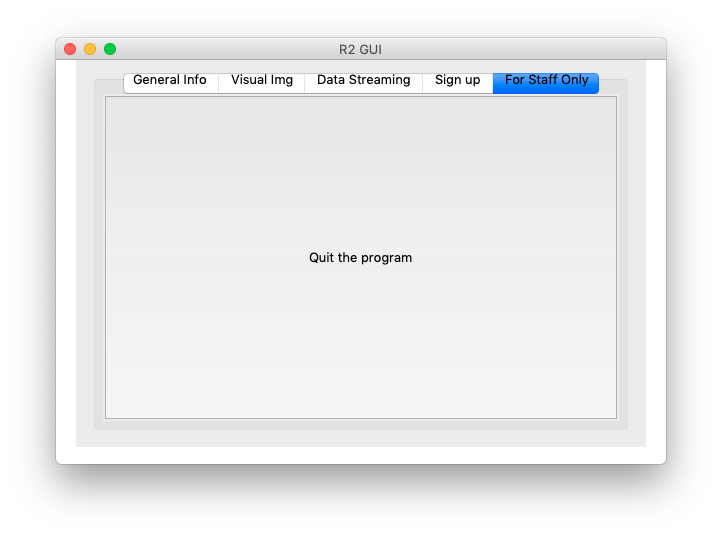 R2 GUI
General Info Visual Img Data Streaming Sign up For Staff Only
Quit the program